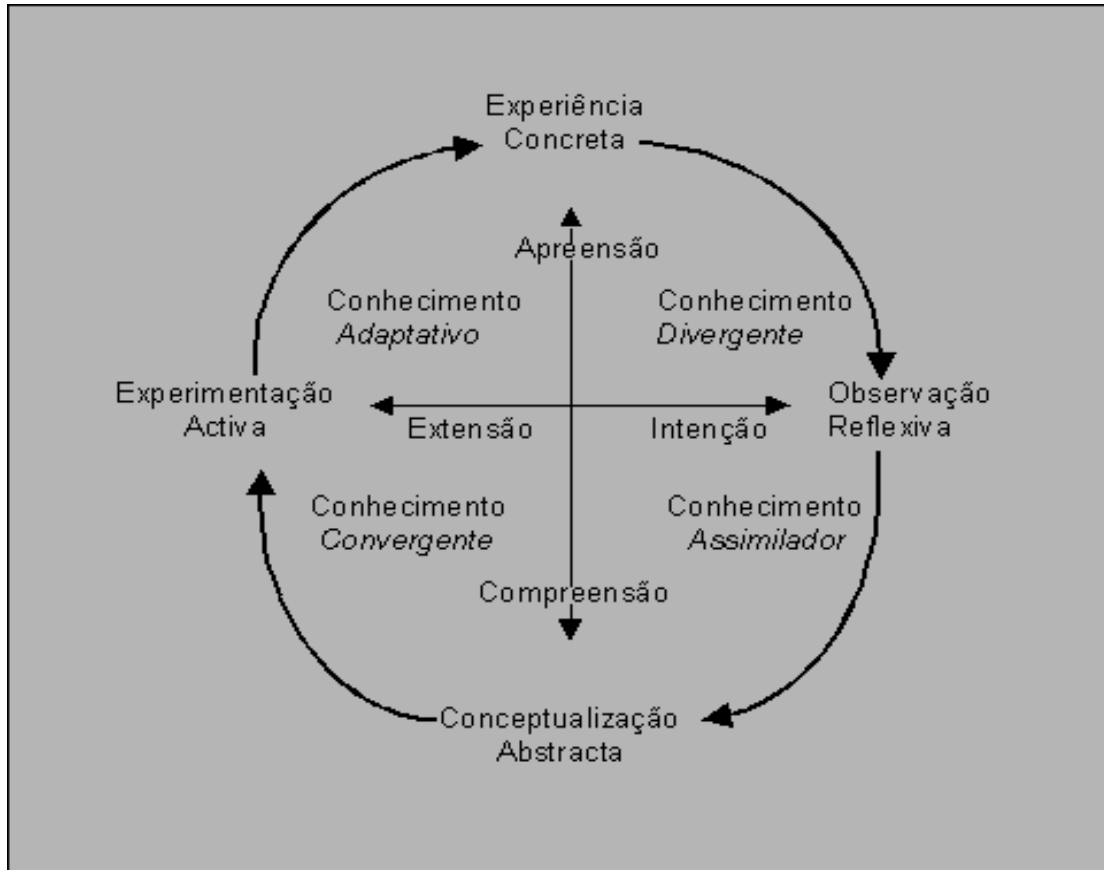 Experiência
Concreta
Apreensão
Conhecimento
Adaptativo
Conhecimento
Divergente
Experimentação
Activa
Extensão
Intenção
Observação
Reflexiva
Conhecimento
Convergente
Conhecimento
Assimilador
Compreensão
Conceptualização
Abstracta